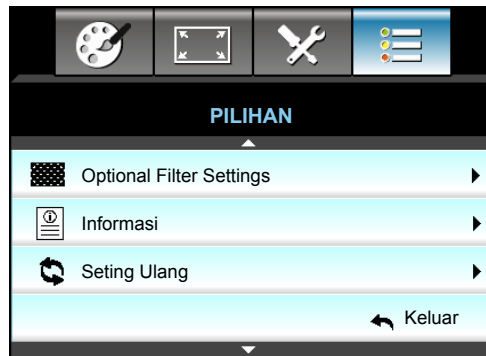 PILIHAN
Optional Filter Settings
Informasi
Seting Ulang
Keluar